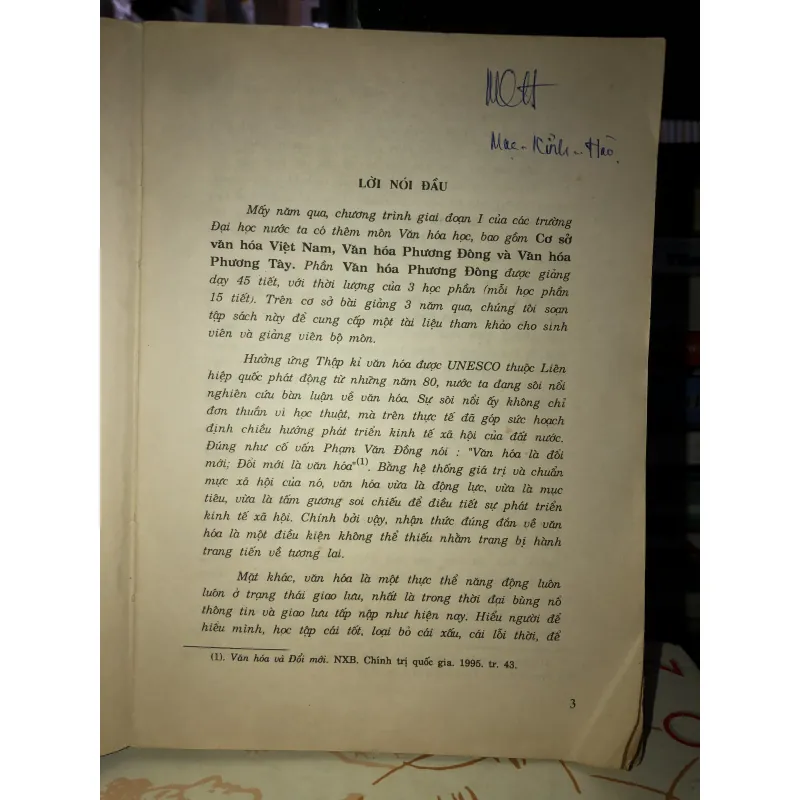 MQH
Mạc - Kỉnh - Hào.
LỜI NÓI ĐẦU
Mấy năm qua, chương trình giai đoạn I của các trường
Đại học nước ta có thêm môn Văn hóa học, bao gồm Cơ sở
văn hóa Việt Nam, Văn hóa Phương Đông và Văn hóa
Phương Tây. Phần Văn hóa Phương Đông được giảng
dạy 45 tiết, với thời lượng của 3 học phần (mỗi học phần
15 tiết). Trên cơ sở bài giảng 3 năm qua, chúng tôi soạn
tập sách này để cung cấp một tài liệu tham khảo cho sinh
viên và giảng viên bộ môn.
Hưởng ứng Thập kỉ văn hóa được UNESCO thuộc Liên
hiệp quốc phát động từ những năm 80, nước ta đang sôi nổi
nghiên cứu bàn luận về văn hóa. Sự sôi nổi ấy không chỉ
đơn thuần vì học thuật, mà trên thực tế đã góp sức hoạch
định chiều hướng phát triển kinh tế xã hội của đất nước.
Đúng như cố vấn Phạm Văn Đồng nói : "Văn hóa là đổi
mới; Đổi mới là văn hóa"(1). Bằng hệ thống giá trị và chuẩn
mực xã hội của nó, văn hóa vừa là động lực, vừa là mục
tiêu, vừa là tấm gương soi chiếu để điều tiết sự phát triển
kinh tế xã hội. Chính bởi vậy, nhận thức đúng đắn về văn
hóa là một điều kiện không thể thiếu nhằm trang bị hành
trang tiến về tương lai.
Mặt khác, văn hóa là một thực thể năng động luôn
luôn ở trạng thái giao lưu, nhất là trong thời đại bùng nổ
thông tin và giao lưu tấp nập như hiện nay. Hiểu người để
hiểu mình, học tập cái tốt, loại bỏ cái xấu, cái lỗi thời, để
(1). Văn hóa và Đổi mới. NXB. Chính trị quốc gia. 1995. tr. 43.
3